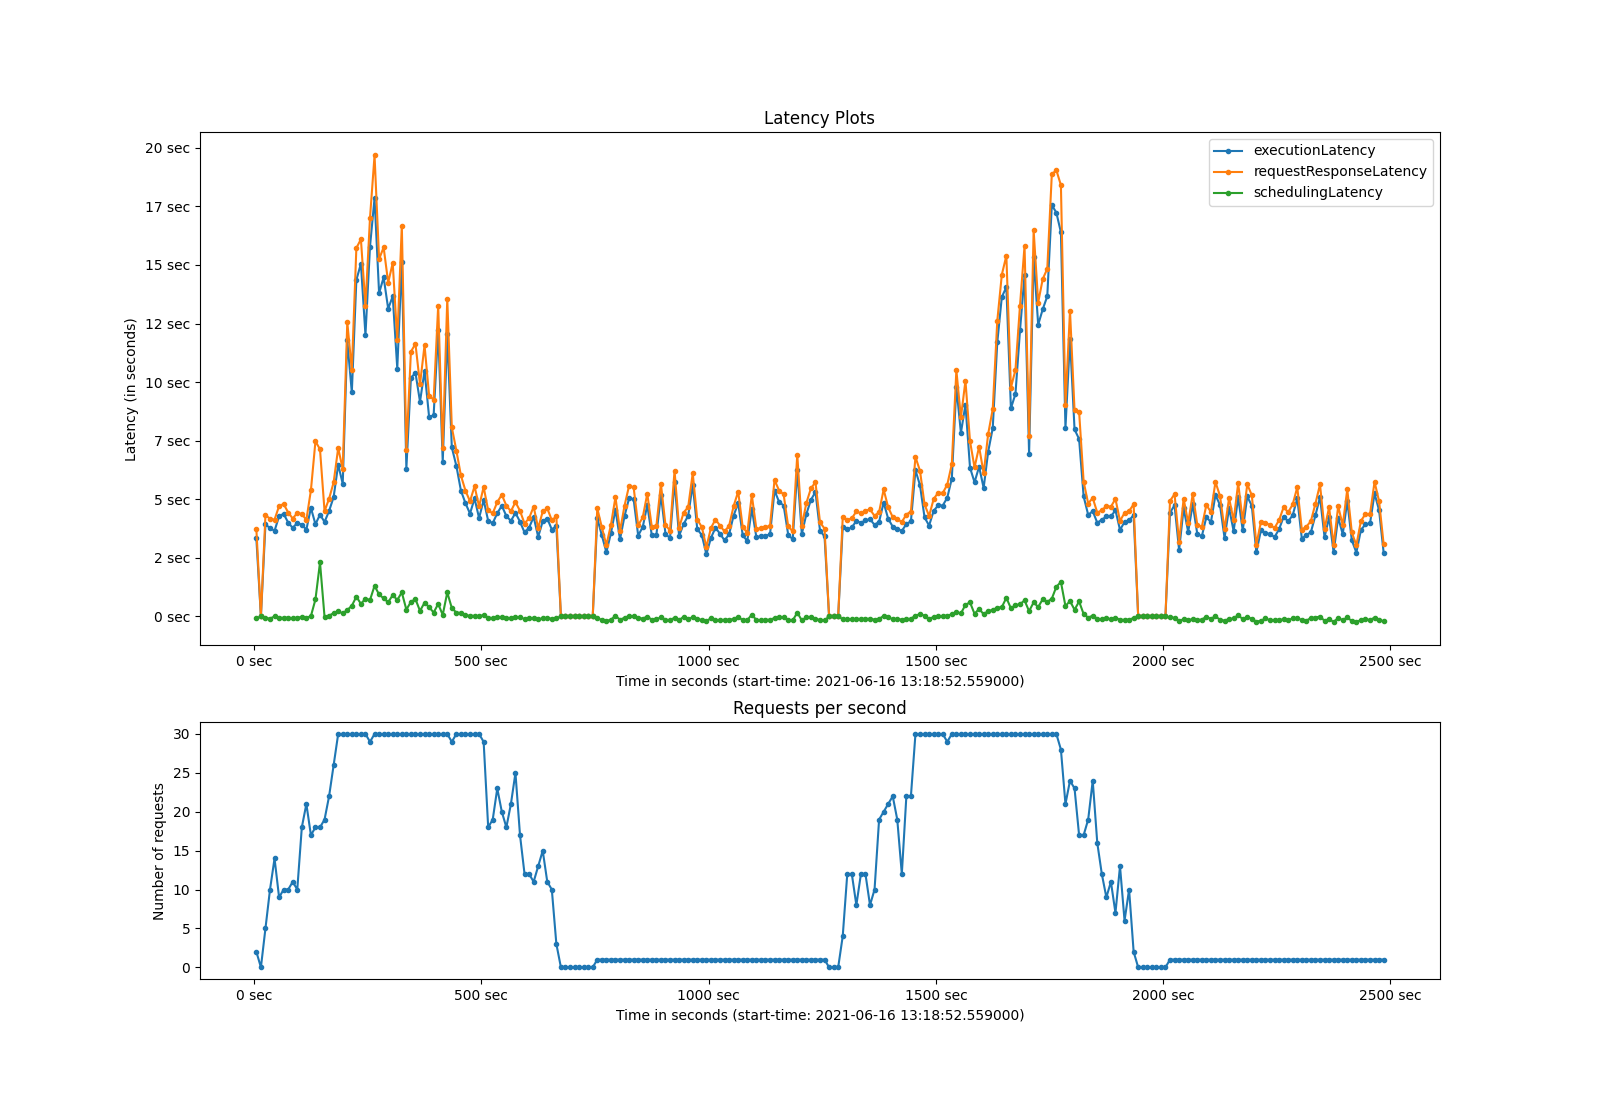 Latency Plots
20 sec
17 sec
15 sec
12 sec
10 sec
7 sec
5 sec
2 sec
0 sec
Latency (in seconds)
executionLatency
requestResponseLatency
schedulingLatency
0 sec
500 sec
1000 sec
1500 sec
2000 sec
2500 sec
Time in seconds (start-time: 2021-06-16 13:18:52.559000)
Requests per second
30
25
20
15
10
5
0
Number of requests
0 sec
500 sec
1000 sec
1500 sec
2000 sec
2500 sec
Time in seconds (start-time: 2021-06-16 13:18:52.559000)